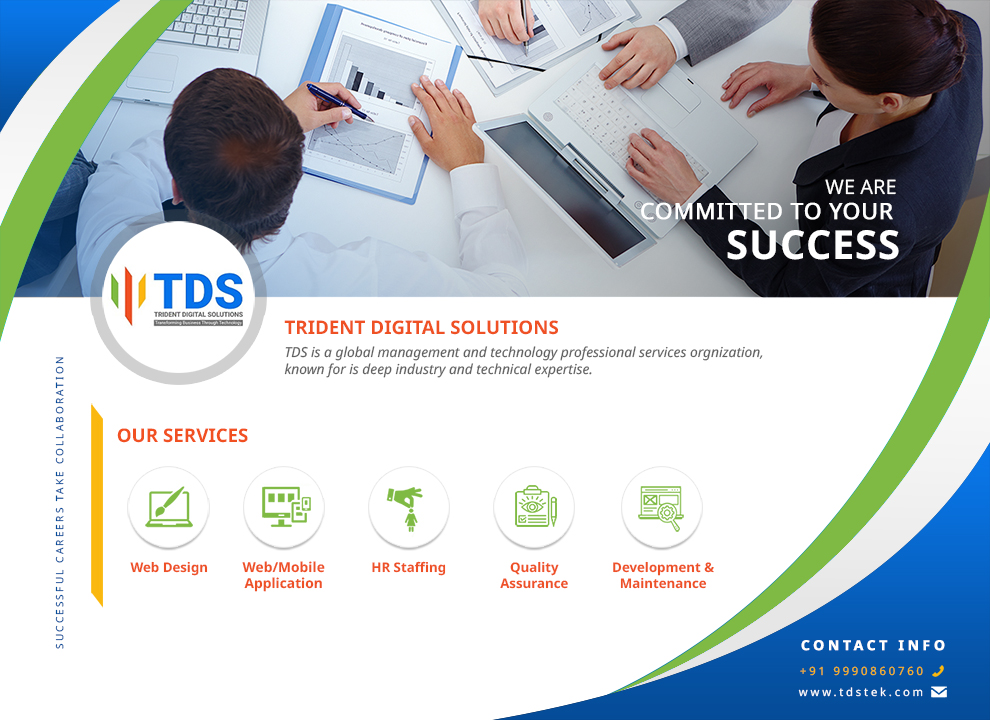 WE ARE
COMMITTED TO YOUR
SUCCESS
TDS
TRIDENT DIGITAL SOLUTIONS
Transforming Business Through Technology
TRIDENT DIGITAL SOLUTIONS
TDS is a global management and technology professional services orgnization,
known for is deep industry and technical expertise.
SUCCESSFUL CAREERS TAKE COLLABORATION
OUR SERVICES
Web Design
Web/Mobile
Application
HR Staffing
Quality
Assurance
Development &
Maintenance
CONTACT INFO
+91 9990860760
www.tdstek.com